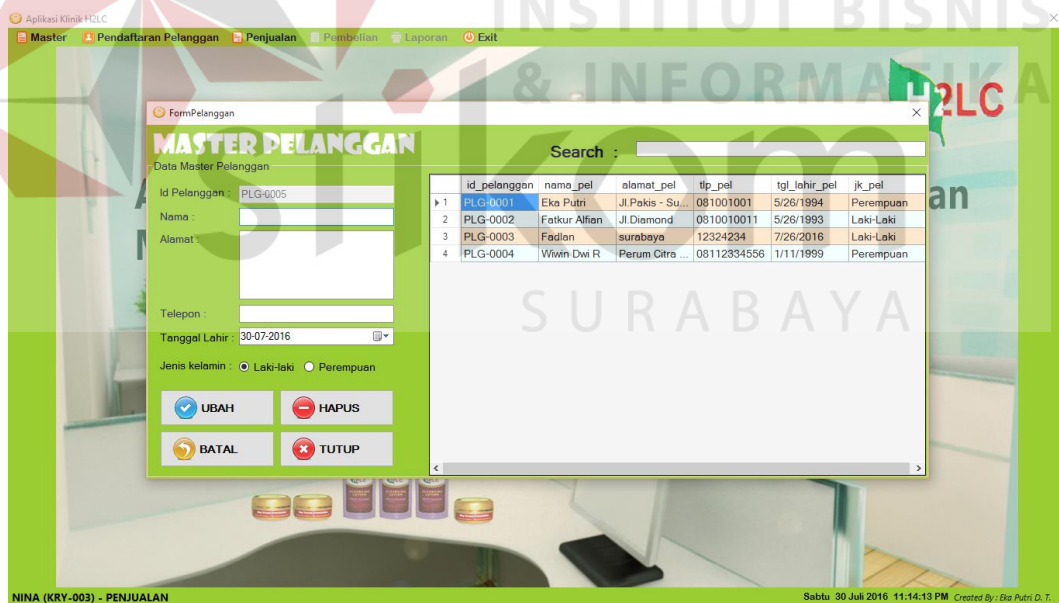 INSTITUT BISNIS
& INFORMATIKA
stikom
SURABAYA
Aplikasi Klinik H2LC
Master Pendaftaran Pelanggan Penjualan Pembelian Laporan Exit
H2LC
an
FormPelanggan
MASTER PELANGGAN
Search :
Data Master Pelanggan
Id Pelanggan : PLG-0005
Nama :
Alamat :
Telepon :
Tanggal Lahir : 30-07-2016
Jenis kelamin : Laki-laki Perempuan
UBAH HAPUS
BATAL TUTUP
id_pelanggan nama_pel alamat_pel tlp_pel tgl_lahir_pel jk_pel
1 PLG-0001 Eka Putri Jl.Pakis - Su... 081001001 5/26/1994 Perempuan
2 PLG-0002 Fatkur Alfian Jl.Diamond 0810010011 5/26/1993 Laki-Laki
3 PLG-0003 Fadlan surabaya 12324234 7/26/2016 Laki-Laki
4 PLG-0004 Wiwin Dwi R Perum Citra ... 08112334556 1/11/1999 Perempuan
NINA (KRY-003) - PENJUALAN
Sabtu 30 Juli 2016 11:14:13 PM Created By : Eka Putri D. T.